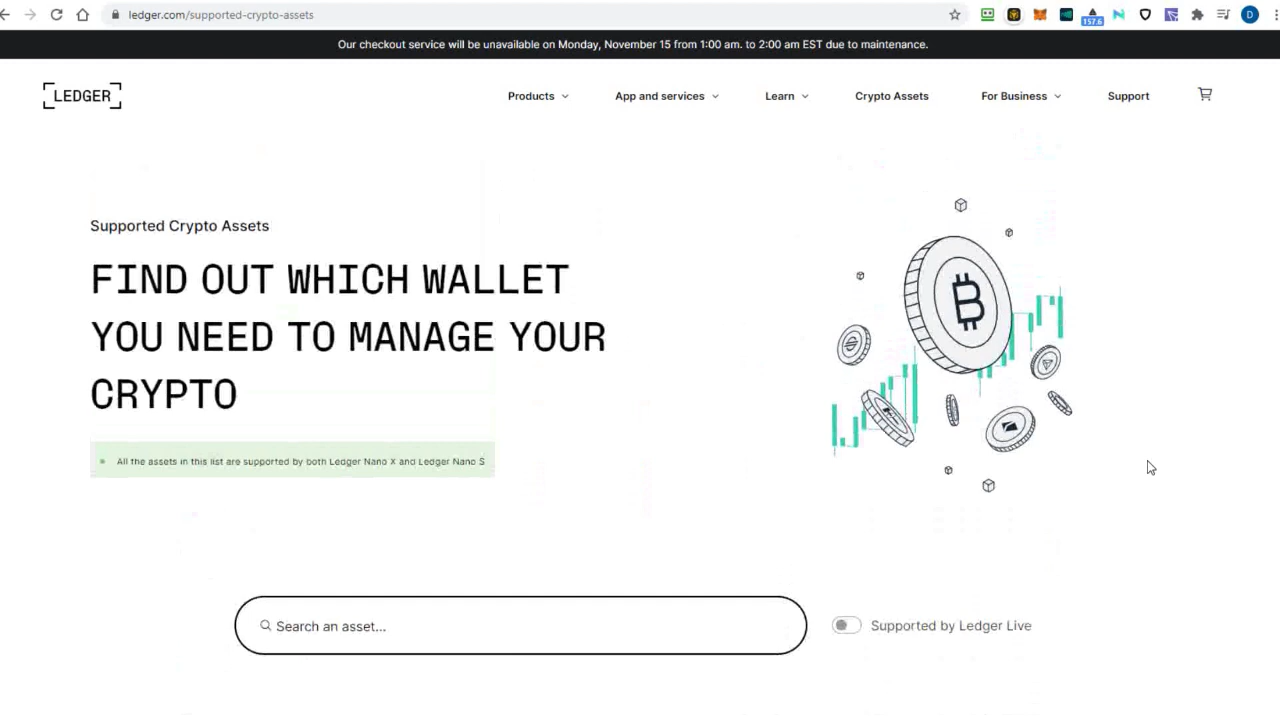 ledger.com/supported-crypto-assets
157.6
D
Our checkout service will be unavailable on Monday, November 15 from 1:00 am. to 2:00 am EST due to maintenance.
LEDGER
Products
App and services
Learn
Crypto Assets
For Business
Support
Supported Crypto Assets
FIND OUT WHICH WALLET
YOU NEED TO MANAGE YOUR
CRYPTO
All the assets in this list are supported by both Ledger Nano X and Ledger Nano S
Search an asset...
Supported by Ledger Live